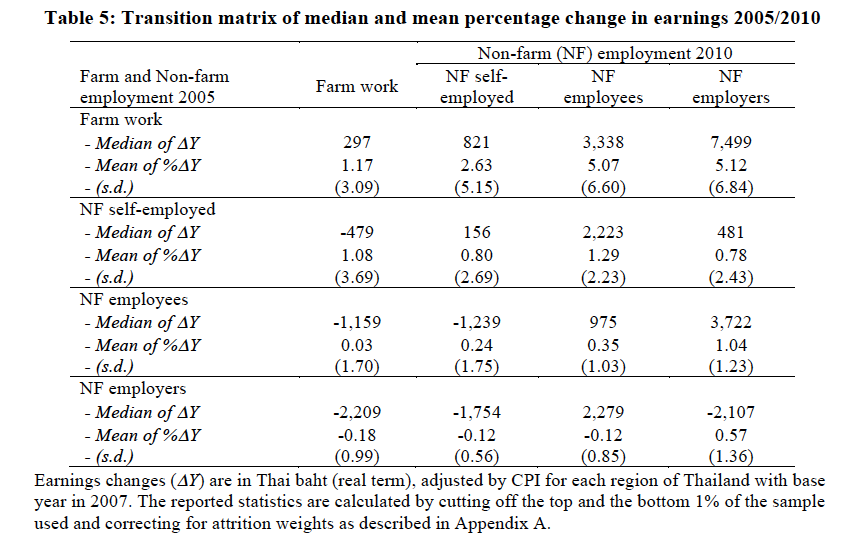 Table 5: Transition matrix of median and mean percentage change in earnings 2005/2010
Non-farm (NF) employment 2010
Farm and Non-farm employment 2005 Farm work NF self-employed NF employees NF employers
Farm work
- Median of ΔY 297 821 3,338 7,499
- Mean of %ΔY 1.17 2.63 5.07 5.12
- (s.d.) (3.09) (5.15) (6.60) (6.84)
NF self-employed
- Median of ΔY -479 156 2,223 481
- Mean of %ΔY 1.08 0.80 1.29 0.78
- (s.d.) (3.69) (2.69) (2.23) (2.43)
NF employees
- Median of ΔY -1,159 -1,239 975 3,722
- Mean of %ΔY 0.03 0.24 0.35 1.04
- (s.d.) (1.70) (1.75) (1.03) (1.23)
NF employers
- Median of ΔY -2,209 -1,754 2,279 -2,107
- Mean of %ΔY -0.18 -0.12 -0.12 0.57
- (s.d.) (0.99) (0.56) (0.85) (1.36)
Earnings changes (ΔY) are in Thai baht (real term), adjusted by CPI for each region of Thailand with base
year in 2007. The reported statistics are calculated by cutting off the top and the bottom 1% of the sample
used and correcting for attrition weights as described in Appendix A.